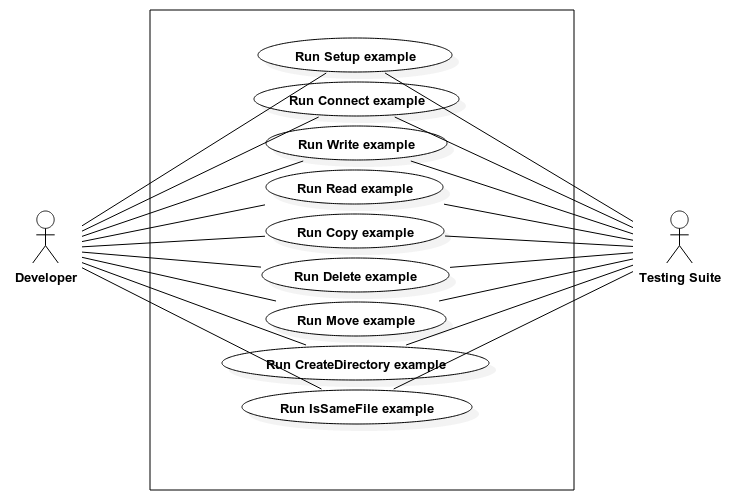 Run Setup example
Run Connect example
Run Write example
Run Read example
Run Copy example
Developer
Testing Suite
Run Delete example
Run Move example
Run CreateDirectory example
Run IsSameFile example